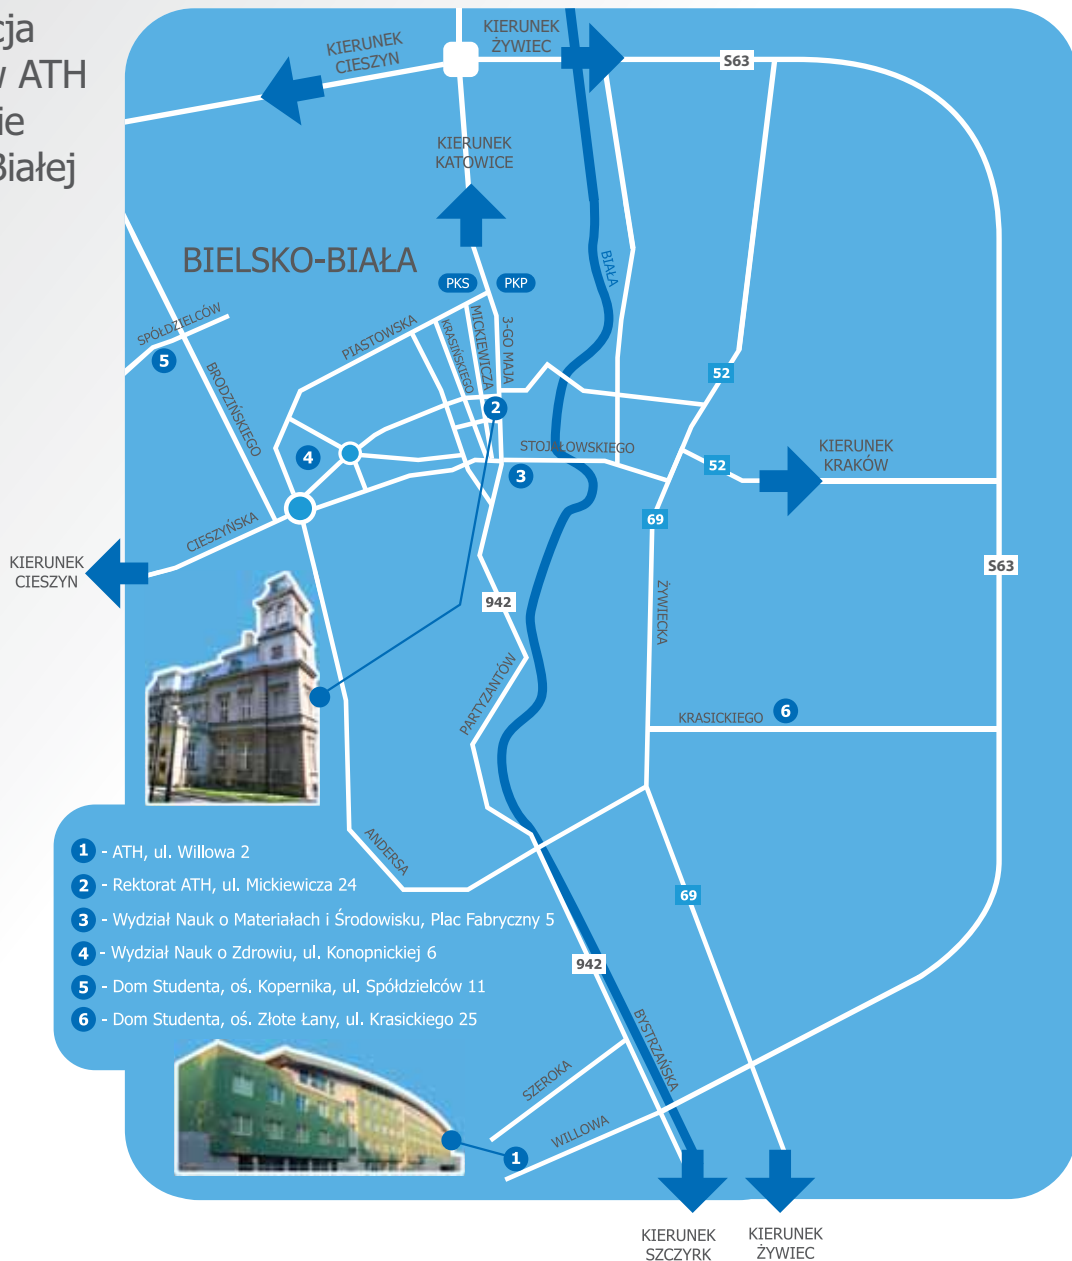 cja
w ATH
ie
Białej
KIERUNEK
CIESZYN
KIERUNEK
ŻYWIEC
S63
KIERUNEK
KATOWICE
BIELSKO-BIAŁA
PKS
PKP
BIAŁA
SPÓŁDZIELCÓW
5
BRODZIŃSKIEGO
PIASTOWSKA
KRASIŃSKIEGO
MICKIEWICZA
3-GO MAJA
52
2
4
STOJAŁOWSKIEGO
3
52
KIERUNEK
KRAKÓW
69
CIESZYŃSKA
KIERUNEK
CIESZYN
S63
942
ŻYWIECKA
PARTYZANTÓW
KRASICKIEGO
6
ANDERSA
1 - ATH, ul. Willowa 2
2 - Rektorat ATH, ul. Mickiewicza 24
3 - Wydział Nauk o Materiałach i Środowisku, Plac Fabryczny 5
4 - Wydział Nauk o Zdrowiu, ul. Konopnickiej 6
5 - Dom Studenta, oś. Kopernika, ul. Spółdzielców 11
6 - Dom Studenta, oś. Złote Łany, ul. Krasickiego 25
69
942
BYSTRZAŃSKA
SZEROKA
WILLOWA
1
KIERUNEK
SZCZYRK
KIERUNEK
ŻYWIEC